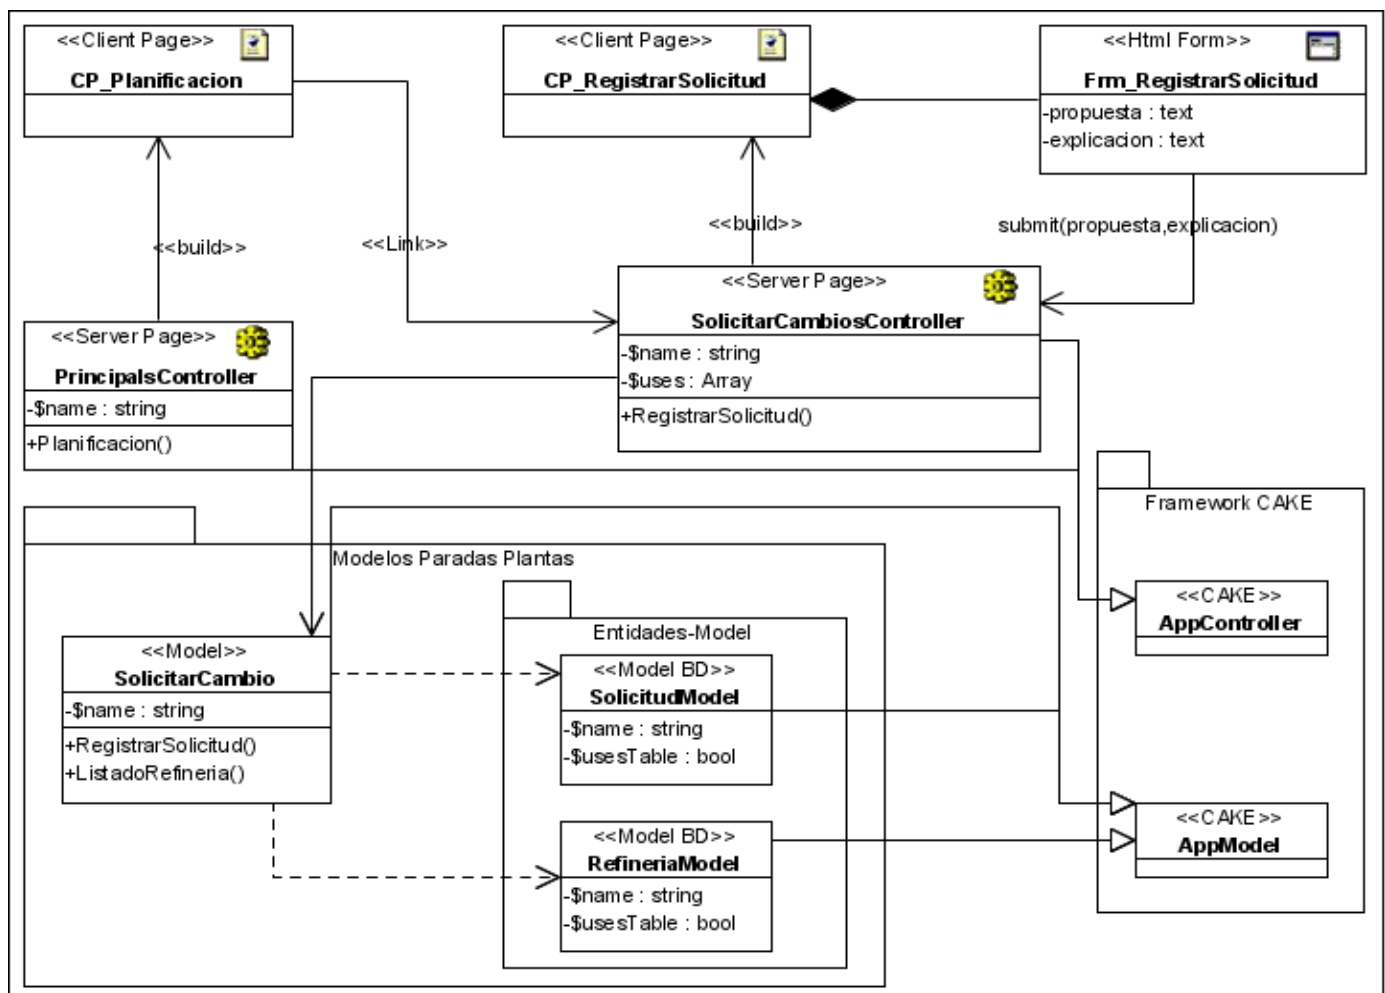 <<Client Page>>
CP_Planificacion
<<Client Page>>
CP_RegistrarSolicitud
<<Html Form>>
Frm_RegistrarSolicitud
-propuesta : text
-explicacion : text
<<build>>
<<Link>>
<<build>>
submit(propuesta,explicacion)
<<Server Page>>
PrincipalsController
-$name : string
+Planificacion()
<<Server Page>>
SolicitarCambiosController
-$name : string
-$uses : Array
+RegistrarSolicitud()
Modelos Paradas Plantas
<<Model>>
SolicitarCambio
-$name : string
+RegistrarSolicitud()
+ListadoRefineria()
Entidades-Model
<<Model BD>>
SolicitudModel
-$name : string
-$usesTable : bool
<<Model BD>>
RefineriaModel
-$name : string
-$usesTable : bool
Framework CAKE
<<CAKE>>
AppController
<<CAKE>>
AppModel